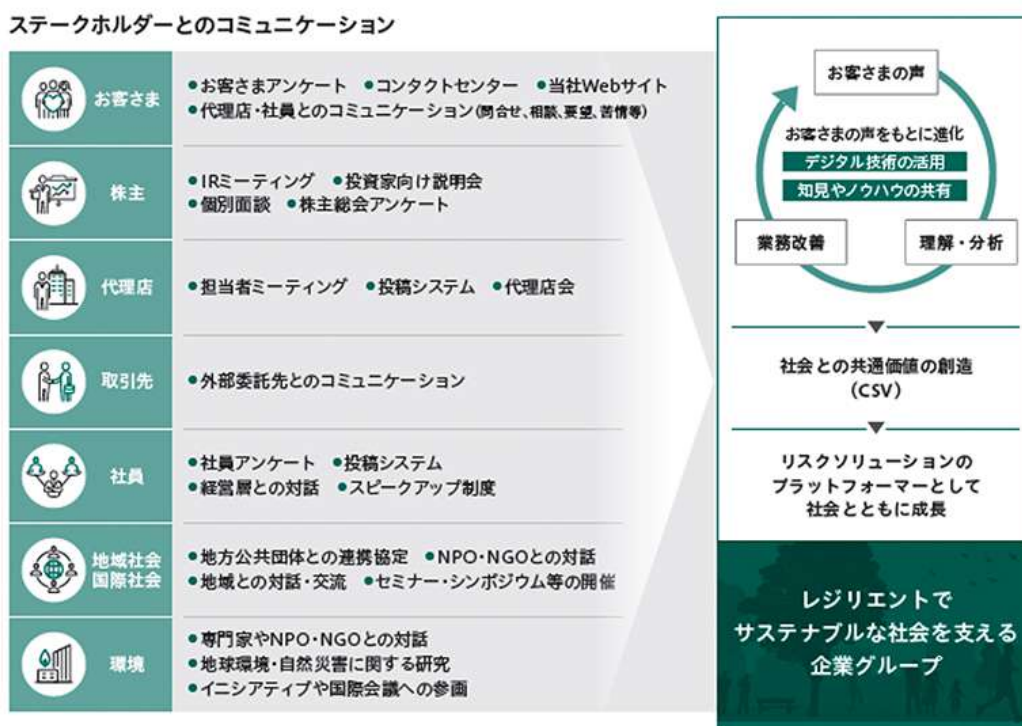 ステークホルダーとのコミュニケーション
お客さま
●お客さまアンケート ●コンタクトセンター ●当社Webサイト
●代理店・社員とのコミュニケーション(問合せ、相談、要望、苦情等)
株主
●IRミーティング ●投資家向け説明会
●個別面談 ●株主総会アンケート
代理店
●担当者ミーティング ●投稿システム ●代理店会
取引先
●外部委託先とのコミュニケーション
社員
●社員アンケート ●投稿システム
●経営層との対話 ●スピークアップ制度
地域社会
国際社会
●地方公共団体との連携協定 ●NPO・NGOとの対話
●地域との対話・交流 ●セミナー・シンポジウム等の開催
環境
●専門家やNPO・NGOとの対話
●地球環境・自然災害に関する研究
●イニシアティブや国際会議への参画
お客さまの声
お客さまの声をもとに進化
デジタル技術の活用
知見やノウハウの共有
業務改善
理解・分析
社会との共通価値の創造
(CSV)
リスクソリューションの
プラットフォーマーとして
社会とともに成長
レジリエントで
サステナブルな社会を支える
企業グループ